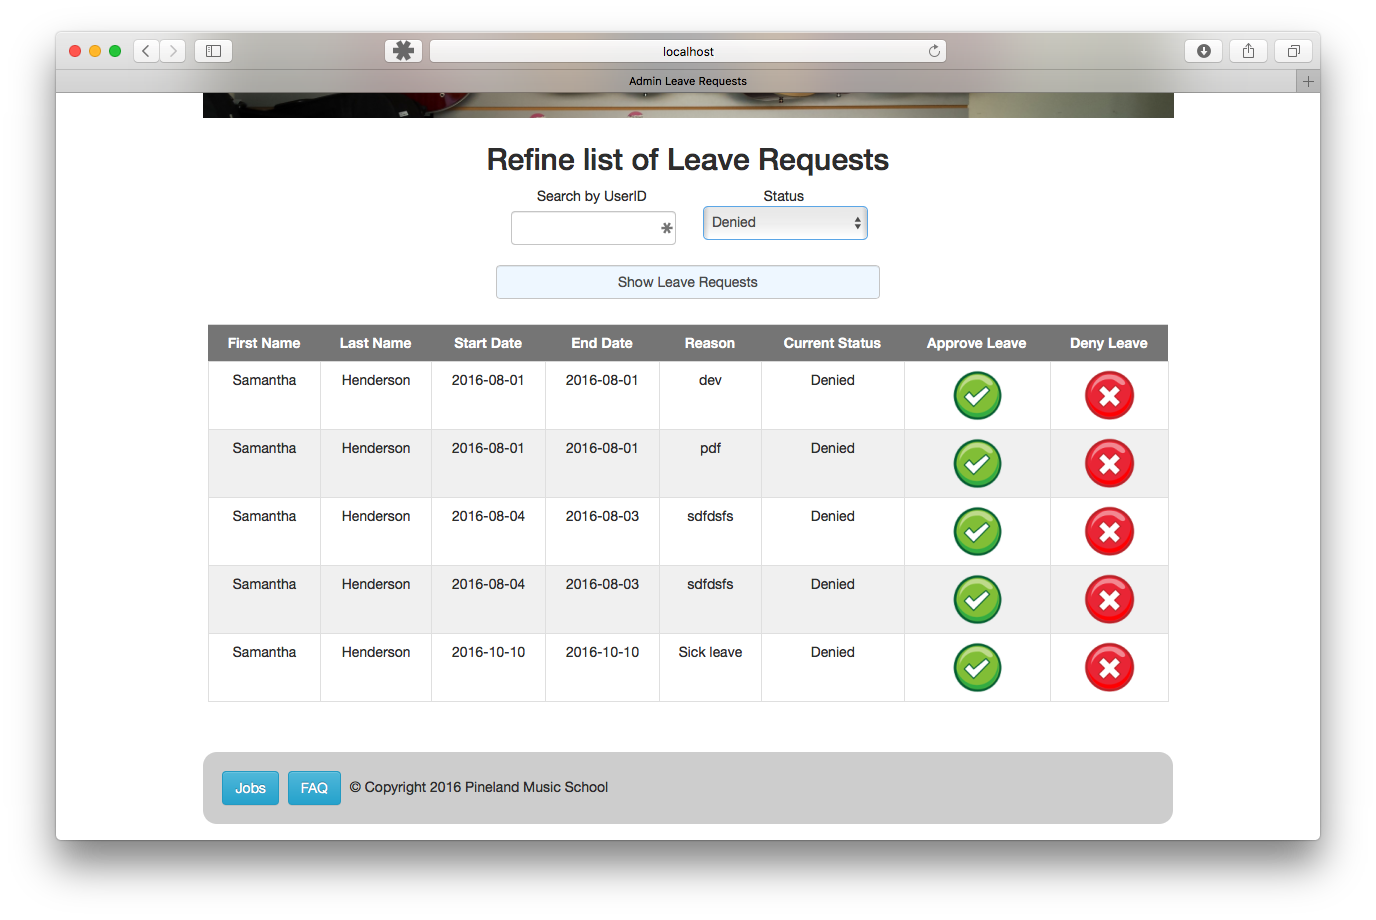 localhost
Admin Leave Requests
Refine list of Leave Requests
Search by UserID Status
Denied
Show Leave Requests
First Name Last Name Start Date End Date Reason Current Status Approve Leave Deny Leave
Samantha Henderson 2016-08-01 2016-08-01 dev Denied
Samantha Henderson 2016-08-01 2016-08-01 pdf Denied
Samantha Henderson 2016-08-04 2016-08-03 sdfdsfs Denied
Samantha Henderson 2016-08-04 2016-08-03 sdfdsfs Denied
Samantha Henderson 2016-10-10 2016-10-10 Sick leave Denied
Jobs FAQ © Copyright 2016 Pineland Music School